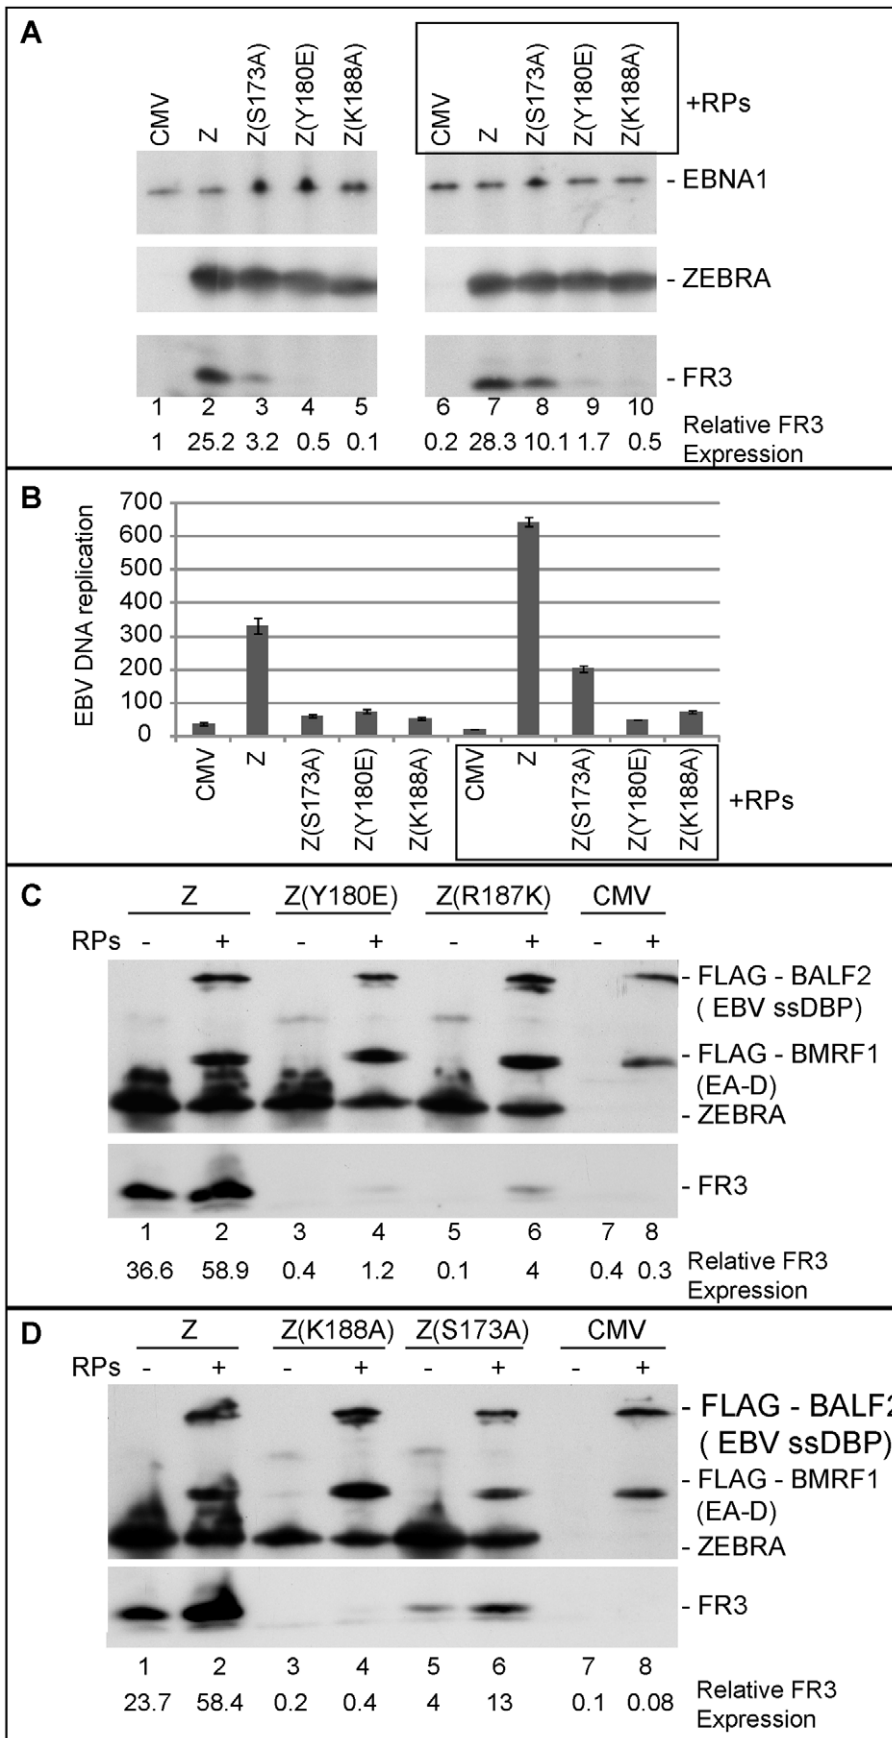 A
CMV
Z
Z(S173A)
Z(Y180E)
Z(K188A)
CMV
Z
Z(S173A)
Z(Y180E)
Z(K188A)
+RPs
- EBNA1
- ZEBRA
- FR3
1 2 3 4 5 6 7 8 9 10
1 25.2 3.2 0.5 0.1 0.2 28.3 10.1 1.7 0.5
Relative FR3
Expression
B
EBV DNA replication
700
600
500
400
300
200
100
0
CMV
Z
Z(S173A)
Z(Y180E)
Z(K188A)
CMV
Z
Z(S173A)
Z(Y180E)
Z(K188A)
+RPs
C
Z Z(Y180E) Z(R187K) CMV
RPs - + - + - + - +
- FLAG - BALF2
( EBV ssDBP)
- FLAG - BMRF1
(EA-D)
- ZEBRA
- FR3
1 2 3 4 5 6 7 8
36.6 58.9 0.4 1.2 0.1 4 0.4 0.3
Relative FR3
Expression
D
Z Z(K188A) Z(S173A) CMV
RPs - + - + - + - +
- FLAG - BALF2
( EBV ssDBP)
- FLAG - BMRF1
(EA-D)
- ZEBRA
- FR3
1 2 3 4 5 6 7 8
23.7 58.4 0.2 0.4 4 13 0.1 0.08
Relative FR3
Expression